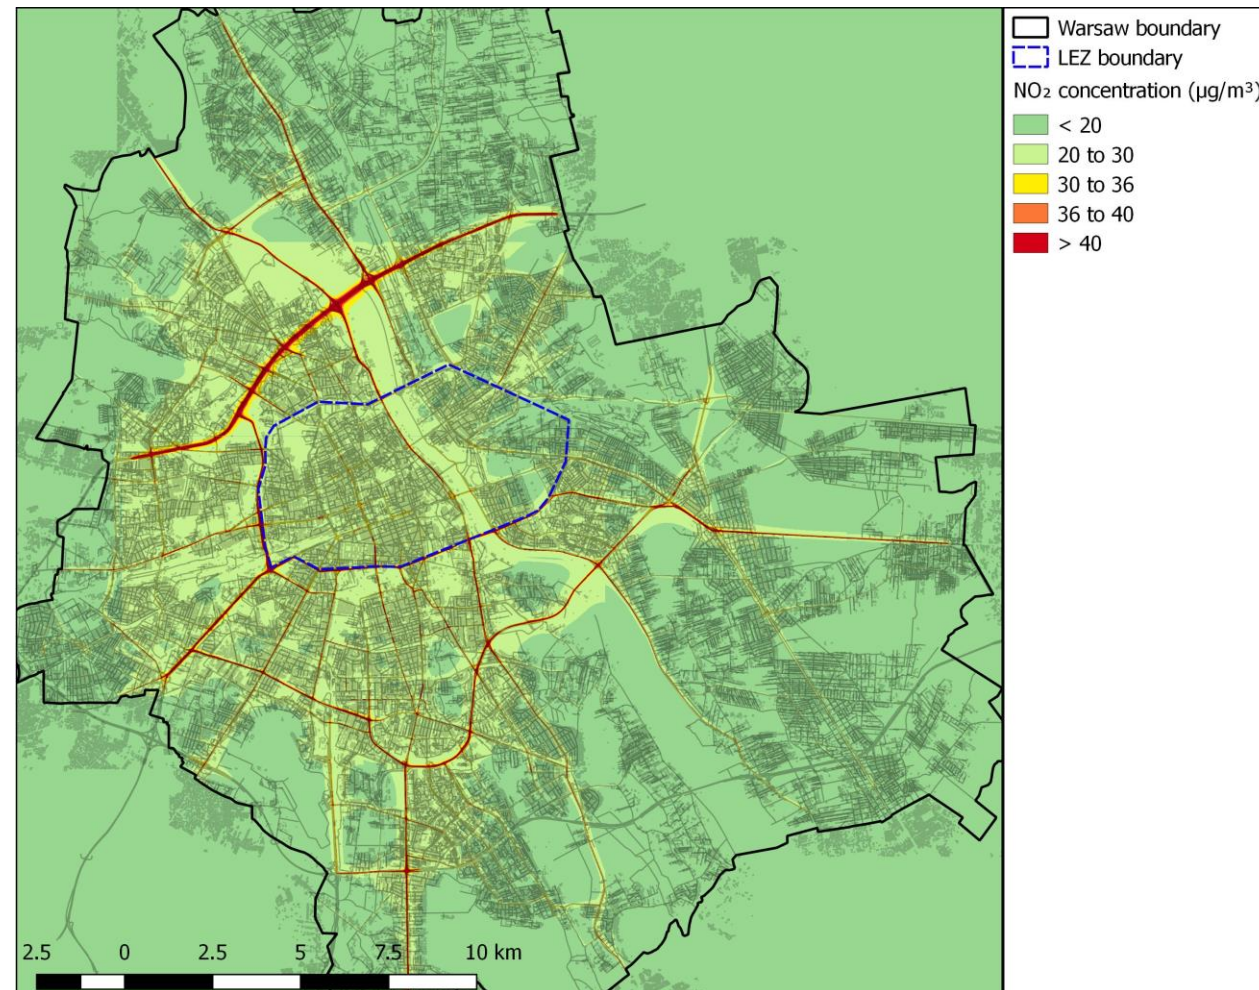 Warsaw boundary
LEZ boundary
NO₂ concentration (µg/m³)
< 20
20 to 30
30 to 36
36 to 40
> 40
2.5 0 2.5 5 7.5 10 km